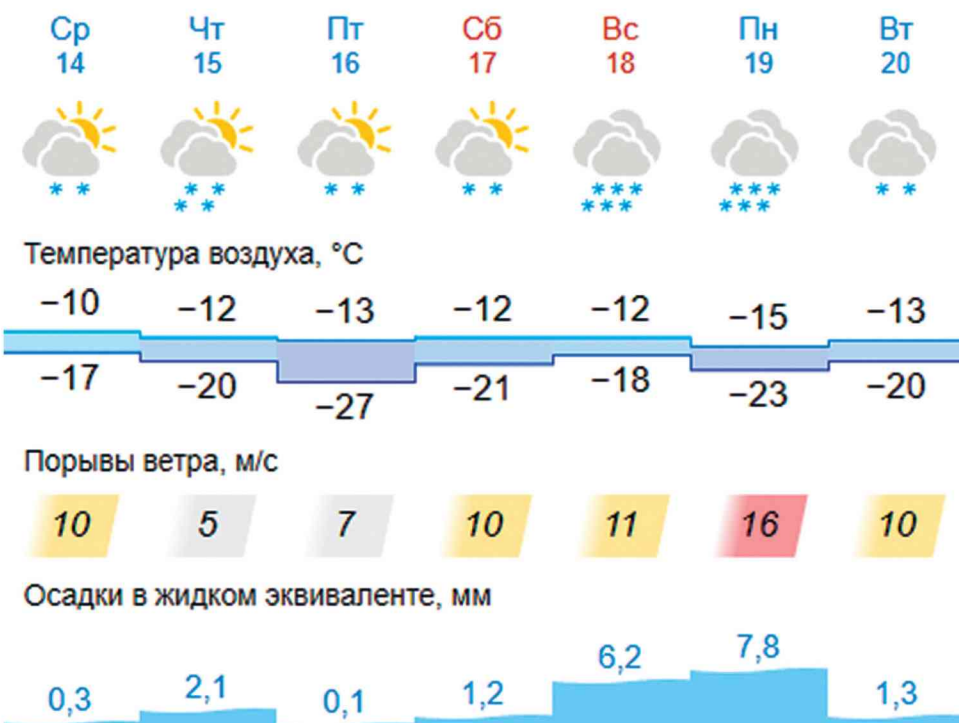 Ср Чт Пт Сб Вс Пн Вт
14 15 16 17 18 19 20
Температура воздуха, °C
−10 −12 −13 −12 −12 −15 −13
−17 −20 −27 −21 −18 −23 −20
Порывы ветра, м/с
10 5 7 10 11 16 10
Осадки в жидком эквиваленте, мм
0,3 2,1 0,1 1,2 6,2 7,8 1,3